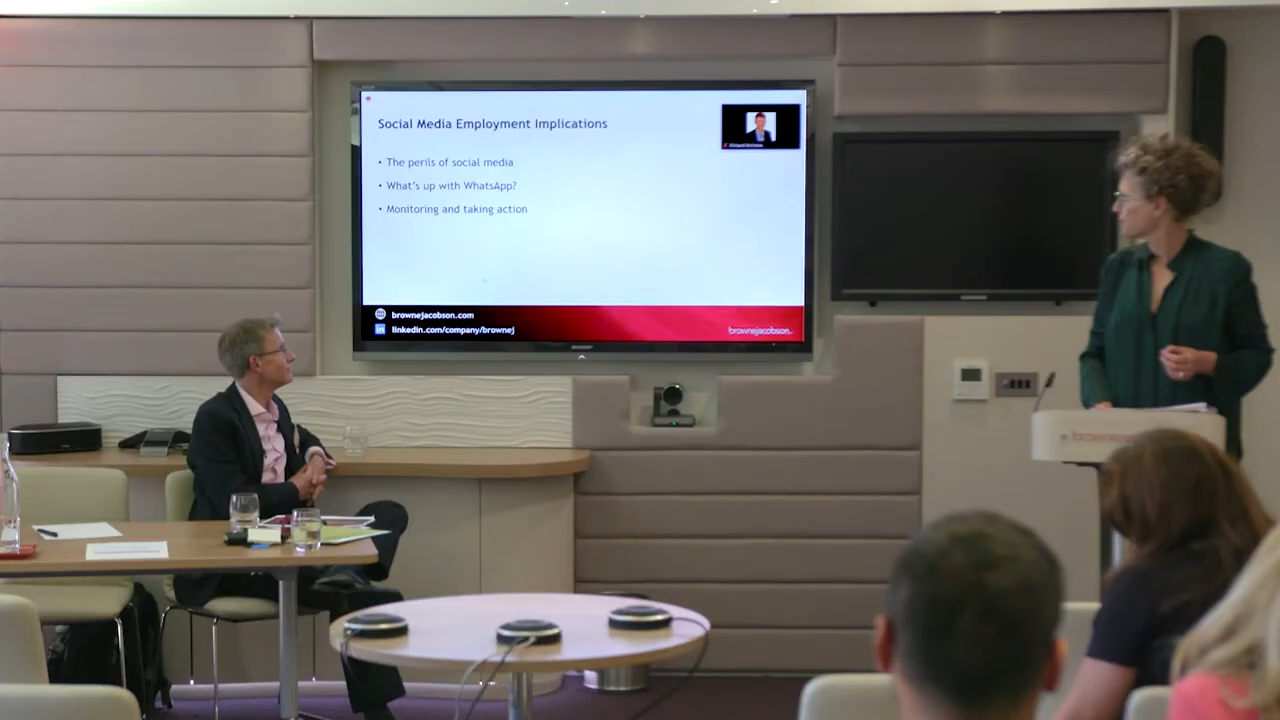 Social Media Employment Implications
• The perils of social media
• What's up with WhatsApp?
• Monitoring and taking action
brownejacobson.com
in linkedin.com/company/brownej
brownejacobson